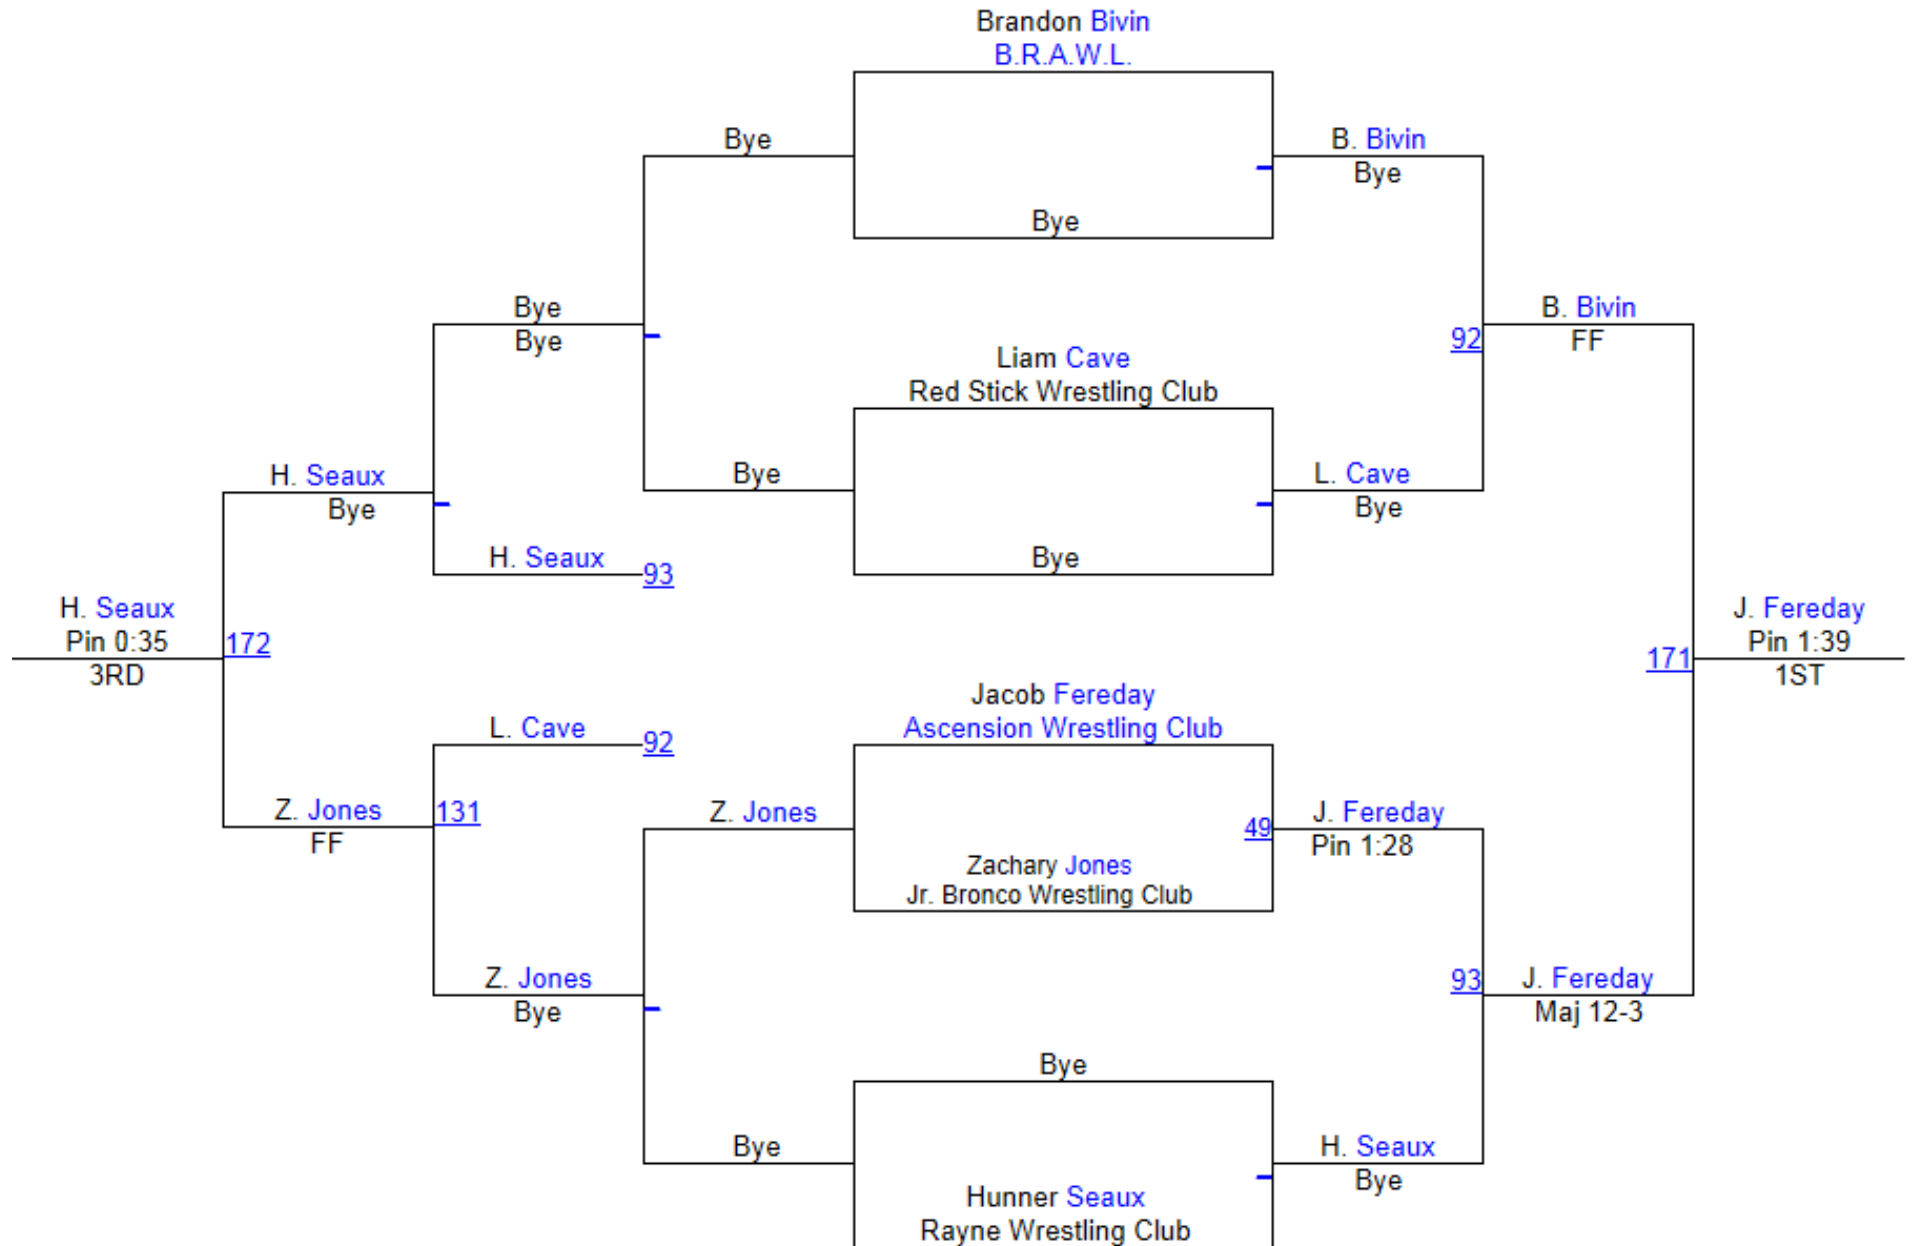 Brandon Bivin
B.R.A.W.L.
Bye
B. Bivin
Bye
Bye
Bye
Bye
B. Bivin
FF
92
Liam Cave
Red Stick Wrestling Club
H. Seaux
Bye
Bye
L. Cave
Bye
H. Seaux
93
Bye
H. Seaux
Pin 0:35
3RD
172
J. Fereday
Pin 1:39
1ST
171
L. Cave
92
Jacob Fereday
Ascension Wrestling Club
Z. Jones
FF
131
Z. Jones
49
J. Fereday
Pin 1:28
Zachary Jones
Jr. Bronco Wrestling Club
Z. Jones
Bye
93
J. Fereday
Maj 12-3
Bye
Bye
H. Seaux
Bye
Hunner Seaux
Rayne Wrestling Club